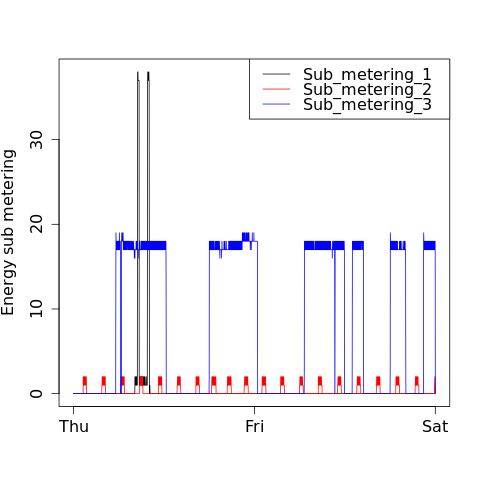 Sub_metering_1
Sub_metering_2
Sub_metering_3
Energy sub metering
30
20
10
0
Thu Fri Sat